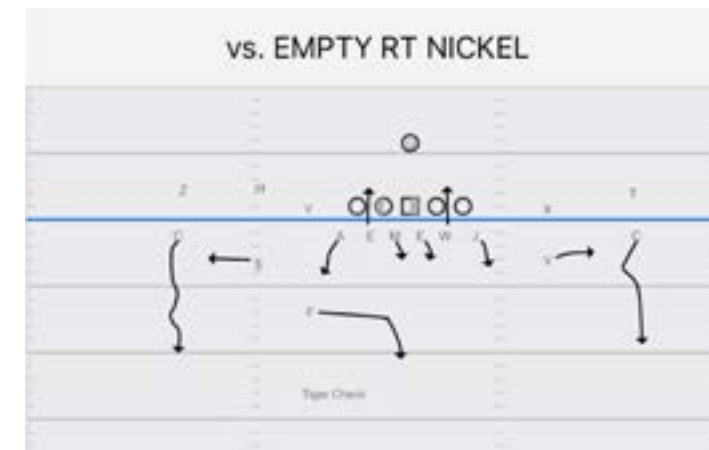 vs. EMPTY RT NICKEL
Z H Y X T
C S A E M E W J V C
F
Tiger Check